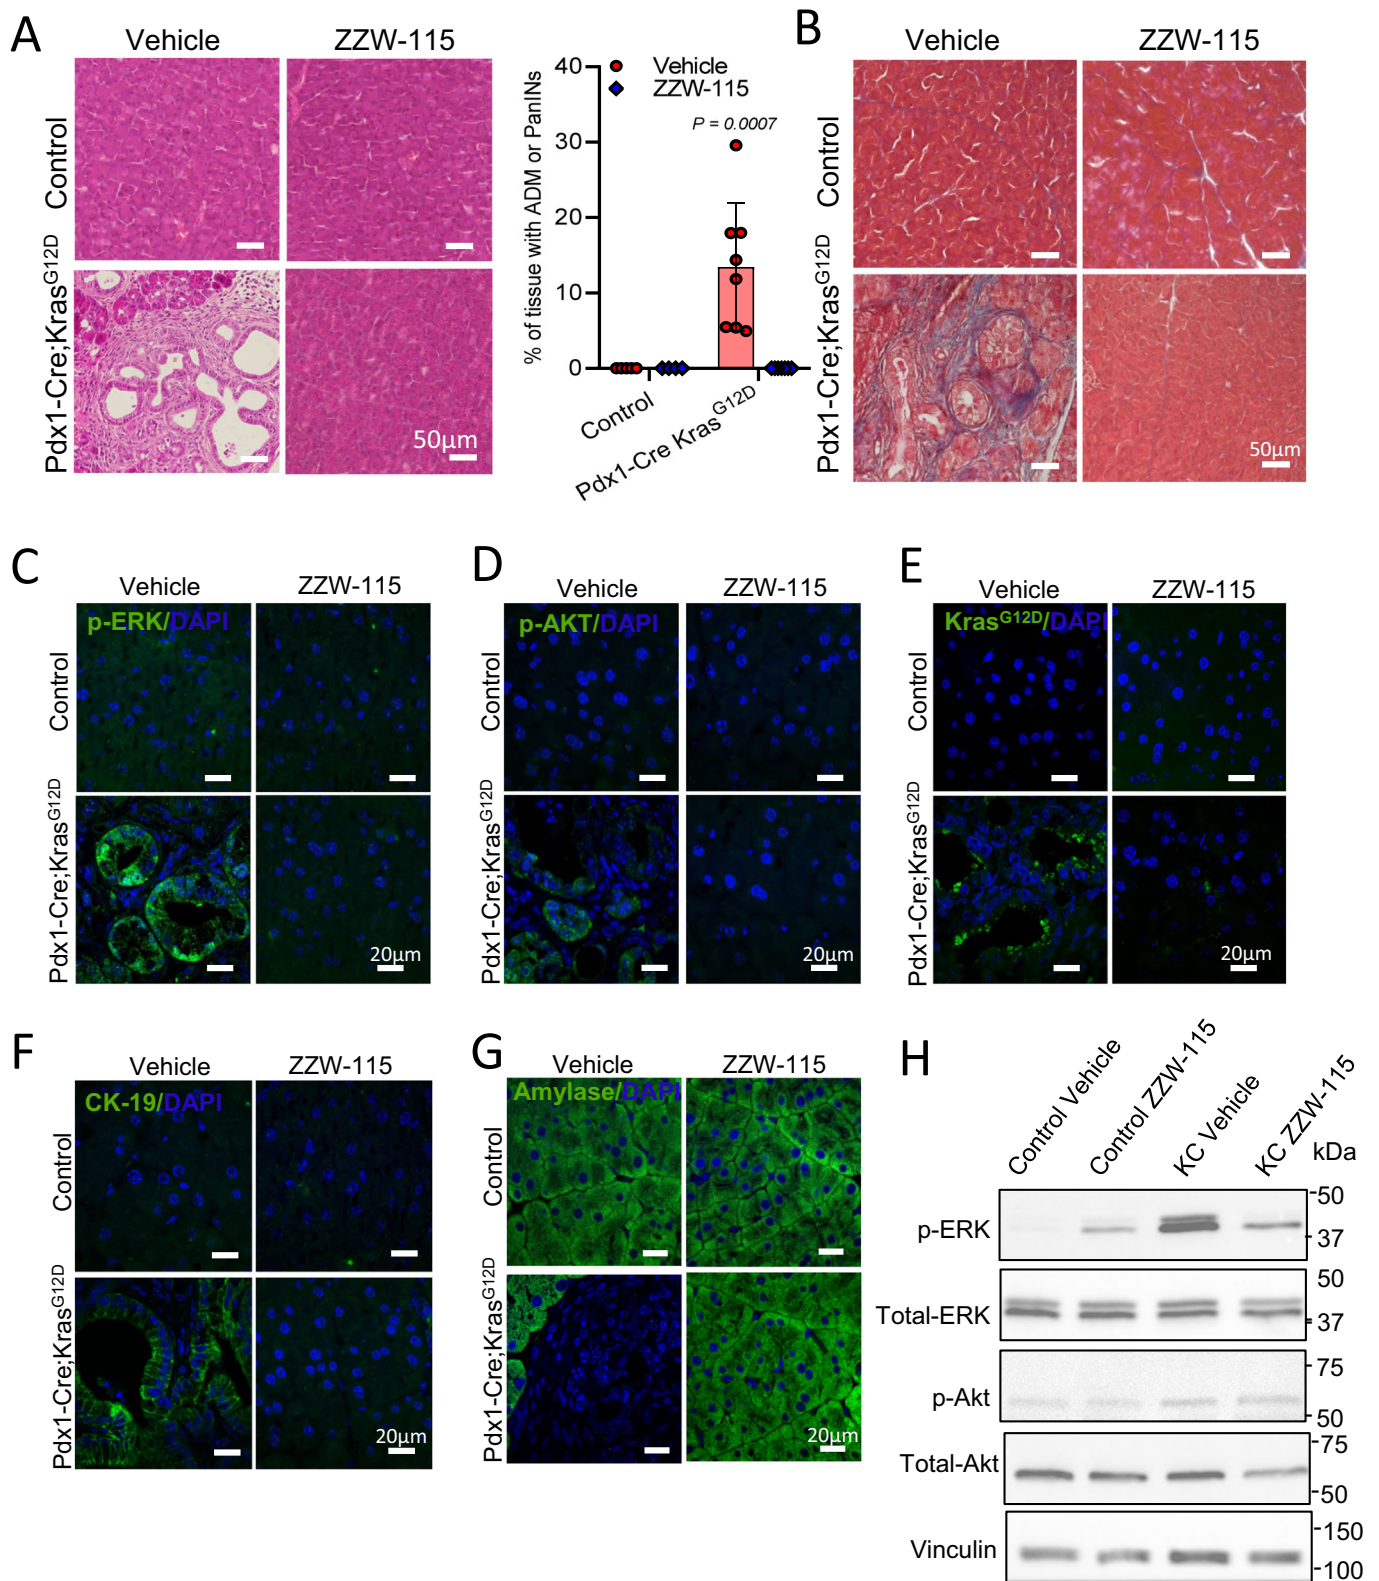 A
Vehicle
ZZW-115
Control
Pdx1-Cre;KrasG12D
50µm
% of tissue with ADM or PanINs
40
30
20
10
0
Vehicle
ZZW-115
P = 0.0007
Control
Pdx1-Cre KrasG12D
B
Vehicle
ZZW-115
Control
Pdx1-Cre;KrasG12D
50µm
C
Vehicle
ZZW-115
p-ERK/DAPI
Control
Pdx1-Cre;KrasG12D
20µm
D
Vehicle
ZZW-115
p-AKT/DAPI
Control
Pdx1-Cre;KrasG12D
20µm
E
Vehicle
ZZW-115
KrasG12D/DAPI
Control
Pdx1-Cre;KrasG12D
20µm
F
Vehicle
ZZW-115
CK-19/DAPI
Control
Pdx1-Cre;KrasG12D
20µm
G
Vehicle
ZZW-115
Amylase/DAPI
Control
Pdx1-Cre;KrasG12D
20µm
H
Control Vehicle
Control ZZW-115
KC Vehicle
KC ZZW-115
kDa
p-ERK
50
37
Total-ERK
50
37
p-Akt
75
50
Total-Akt
75
50
Vinculin
150
100